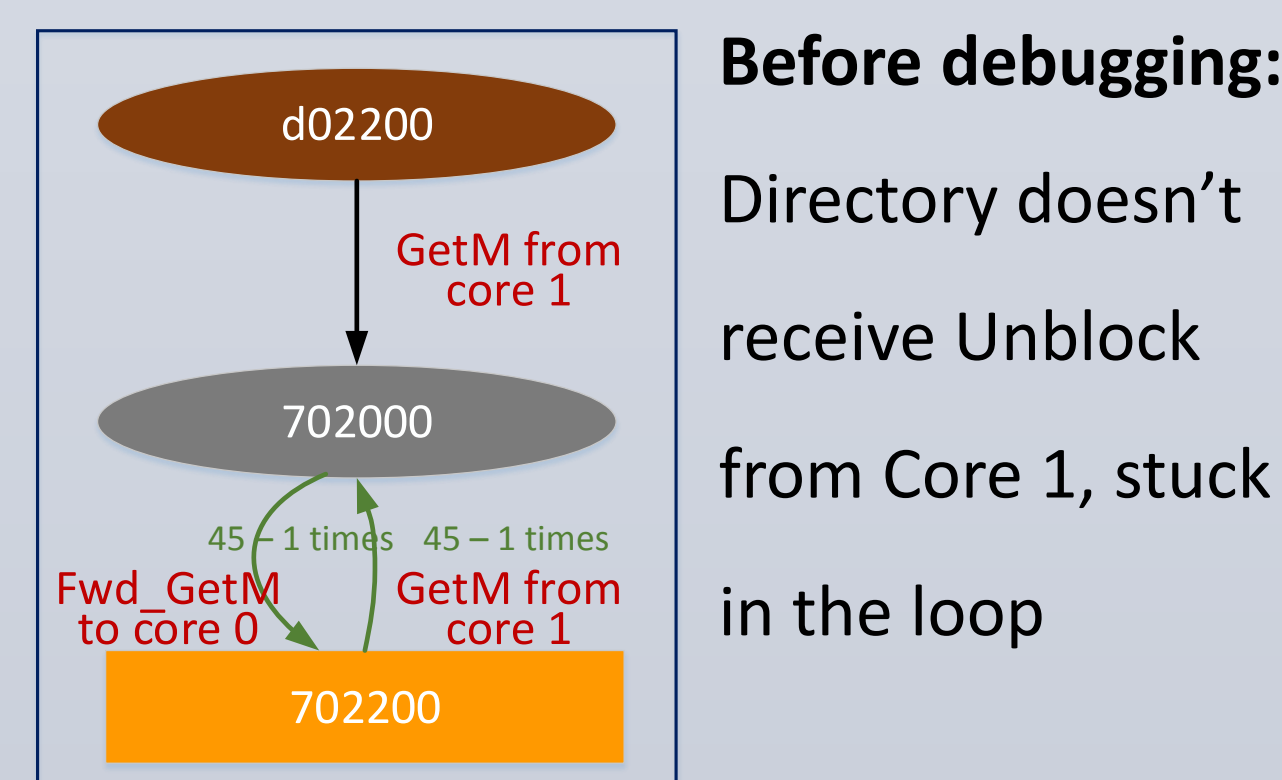 d02200
GetM from
core 1
702000
45 – 1 times
45 – 1 times
Fwd_GetM
to core 0
GetM from
core 1
702200
Before debugging:
Directory doesn’t
receive Unblock
from Core 1, stuck
in the loop